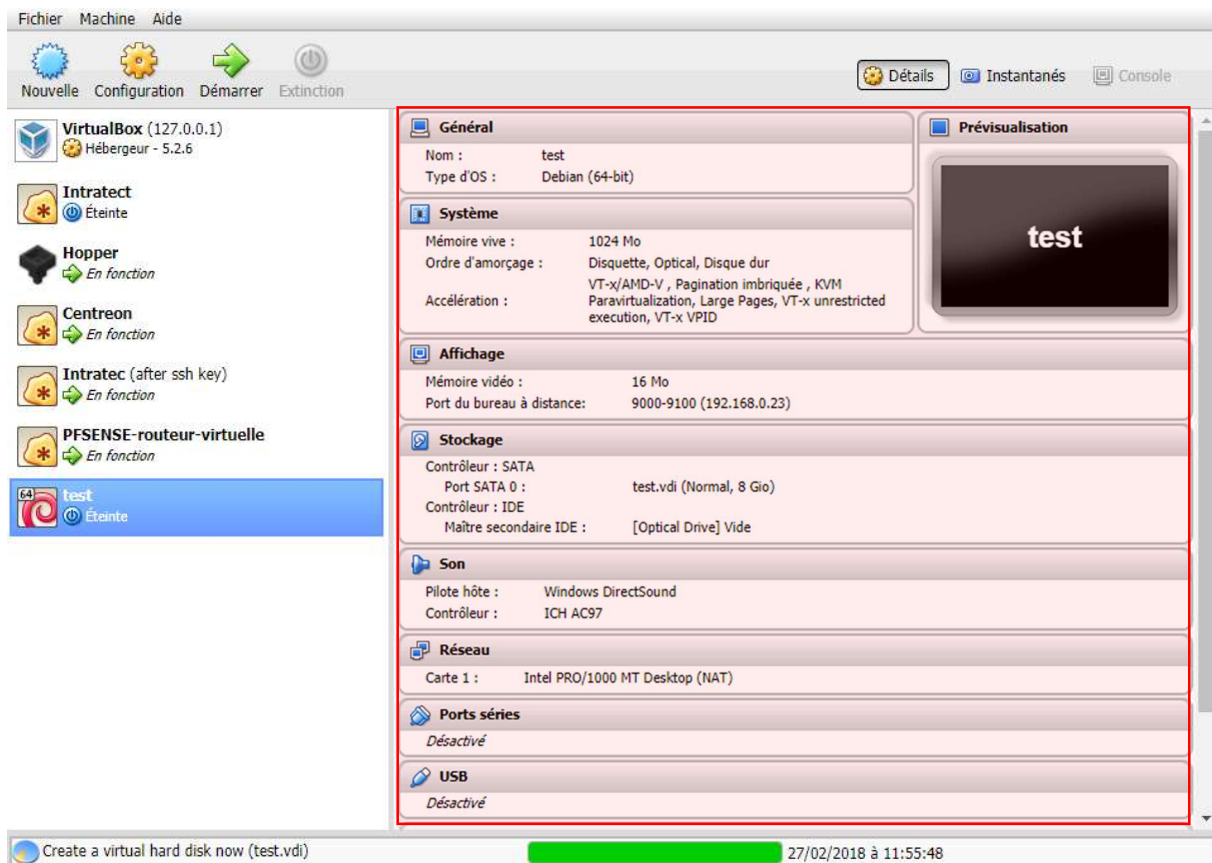 Fichier Machine Aide
Nouvelle Configuration Démarrer Extinction
Détails Instantanés Console
VirtualBox (127.0.0.1)
Hébergeur - 5.2.6
Intratect
Éteinte
Hopper
En fonction
Centreon
En fonction
Intratec (after ssh key)
En fonction
PFSENSE-routeur-virtuelle
En fonction
64
test
Éteinte
Général
Nom : test
Type d'OS : Debian (64-bit)
Prévisualisation
test
Système
Mémoire vive : 1024 Mo
Ordre d'amorçage : Disquette, Optical, Disque dur
Accélération : VT-x/AMD-V , Pagination imbriquée , KVM
Paravirtualization, Large Pages, VT-x unrestricted
execution, VT-x VPID
Affichage
Mémoire vidéo : 16 Mo
Port du bureau à distance: 9000-9100 (192.168.0.23)
Stockage
Contrôleur : SATA
Port SATA 0 : test.vdi (Normal, 8 Gio)
Contrôleur : IDE
Maître secondaire IDE : [Optical Drive] Vide
Son
Pilote hôte : Windows DirectSound
Contrôleur : ICH AC97
Réseau
Carte 1 : Intel PRO/1000 MT Desktop (NAT)
Ports séries
Désactivé
USB
Désactivé
Create a virtual hard disk now (test.vdi)
27/02/2018 à 11:55:48